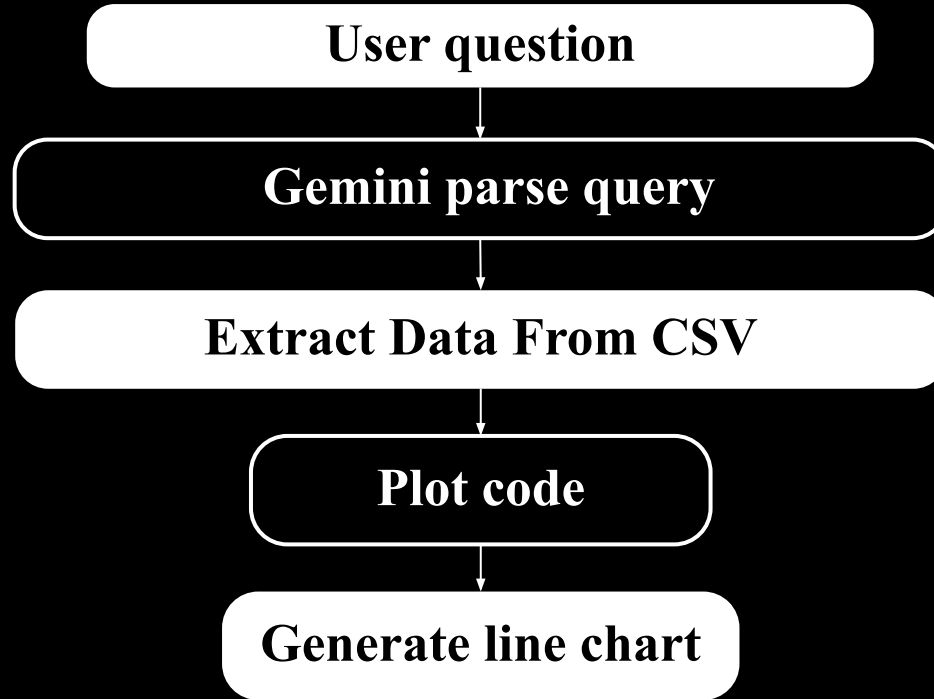 User question
Gemini parse query
Extract Data From CSV
Plot code
Generate line chart